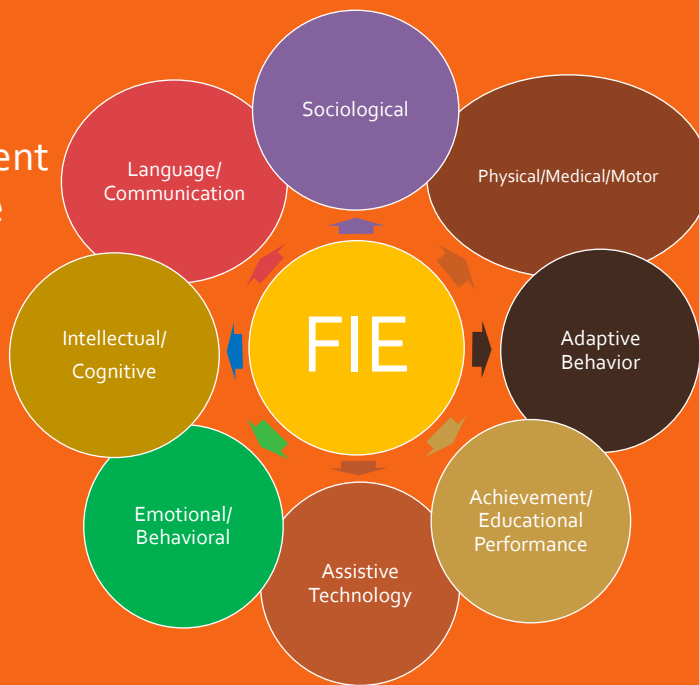 Sociological
Language/
Communication
Physical/Medical/Motor
FIE
Intellectual/
Cognitive
Adaptive
Behavior
Emotional/
Behavioral
Achievement/
Educational
Performance
Assistive
Technology